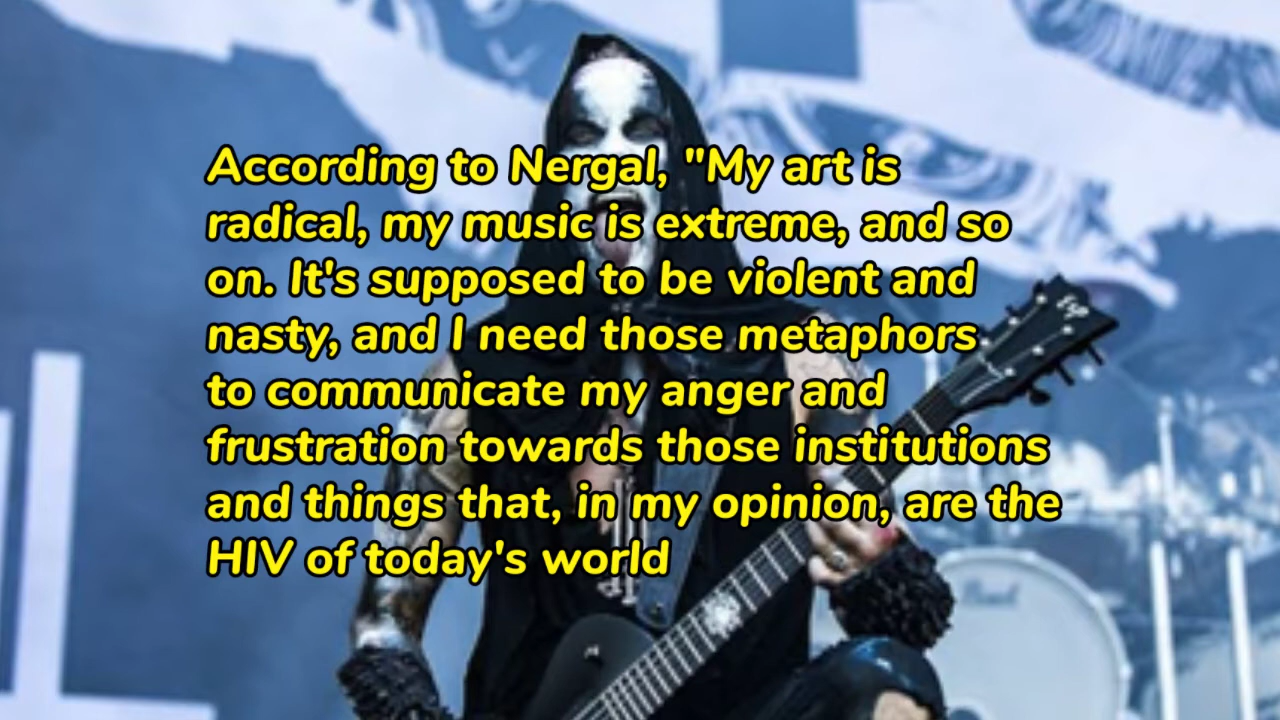 According to Nergal, "My art is
radical, my music is extreme, and so
on. It's supposed to be violent and
nasty, and I need those metaphors
to communicate my anger and
frustration towards those institutions
and things that, in my opinion, are the
HIV of today's world
ESP
Pearl